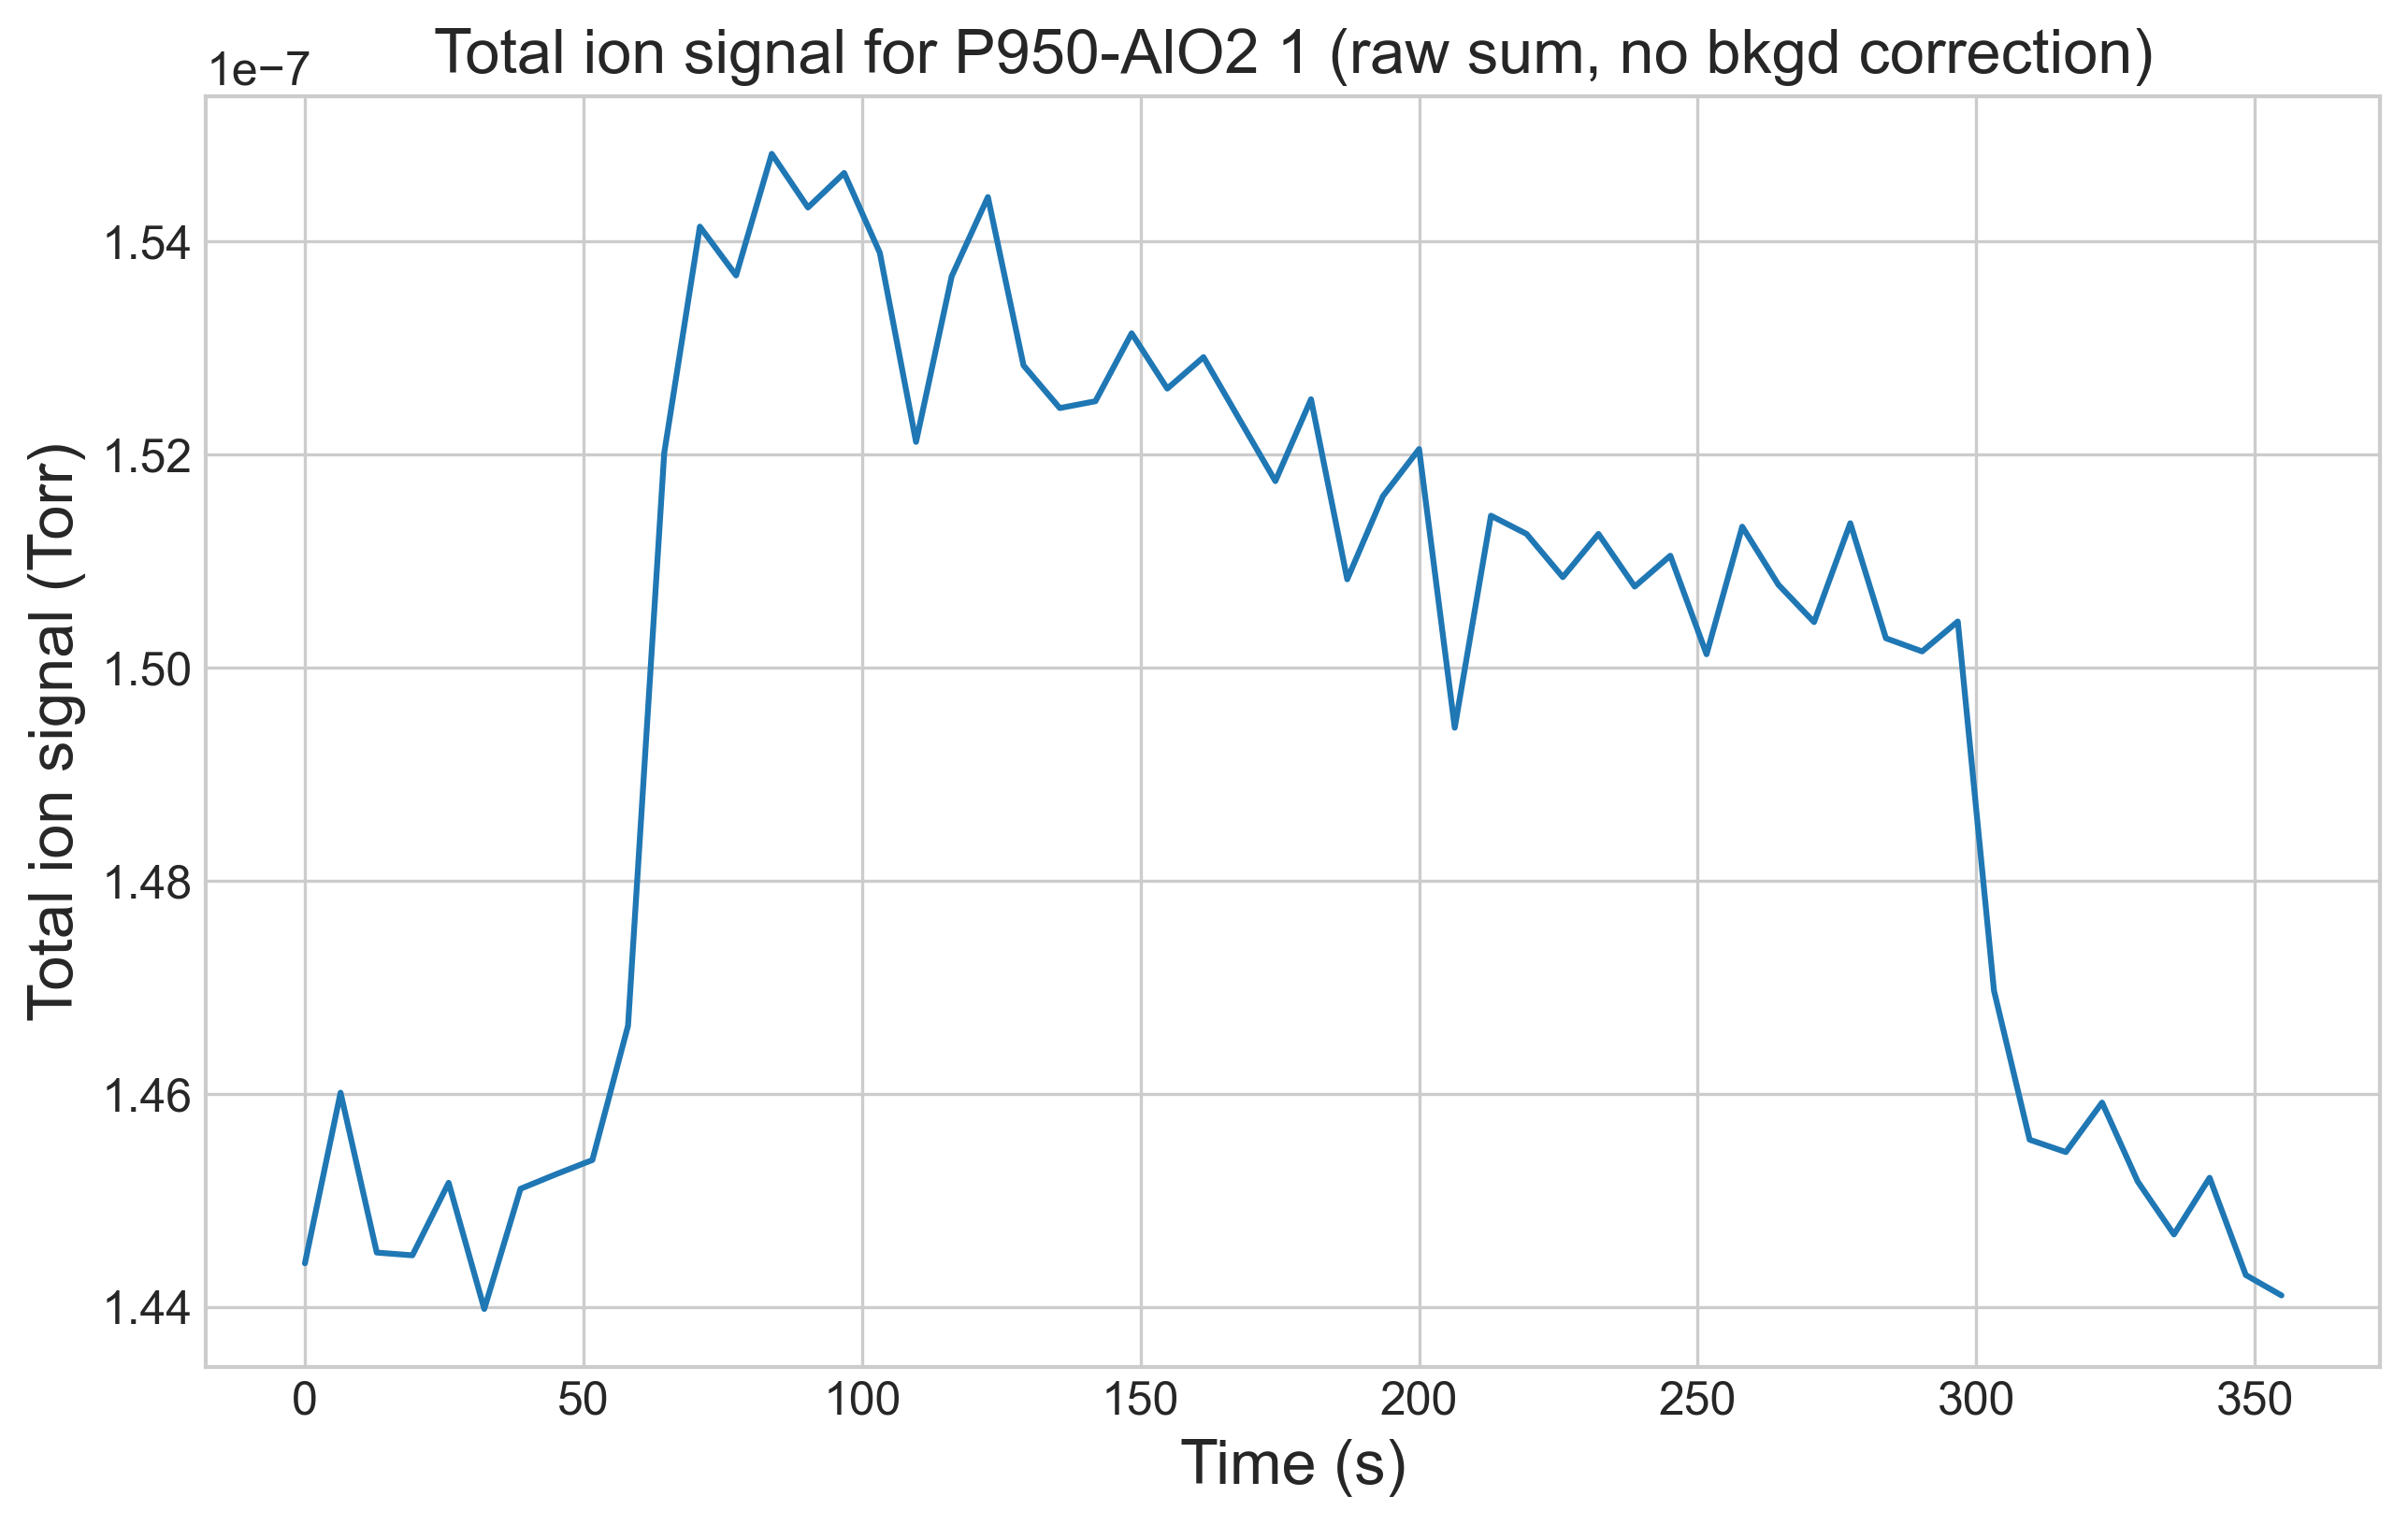 Total ion signal for P950-AlO2 1 (raw sum, no bkgd correction)
1e−7
1.54
1.52
1.50
1.48
1.46
1.44
Total ion signal (Torr)
0 50 100 150 200 250 300 350
Time (s)